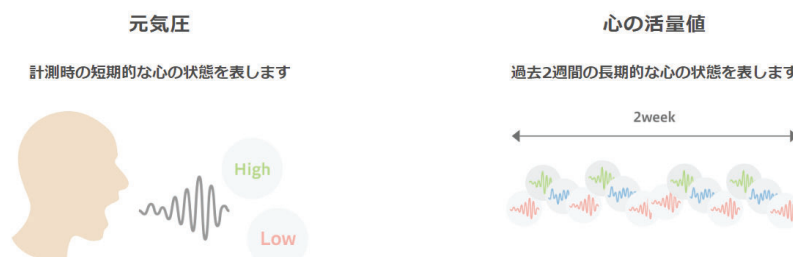 元気圧
計測時の短期的な心の状態を表します
High
Low
心の活量値
過去2週間の長期的な心の状態を表します
2week